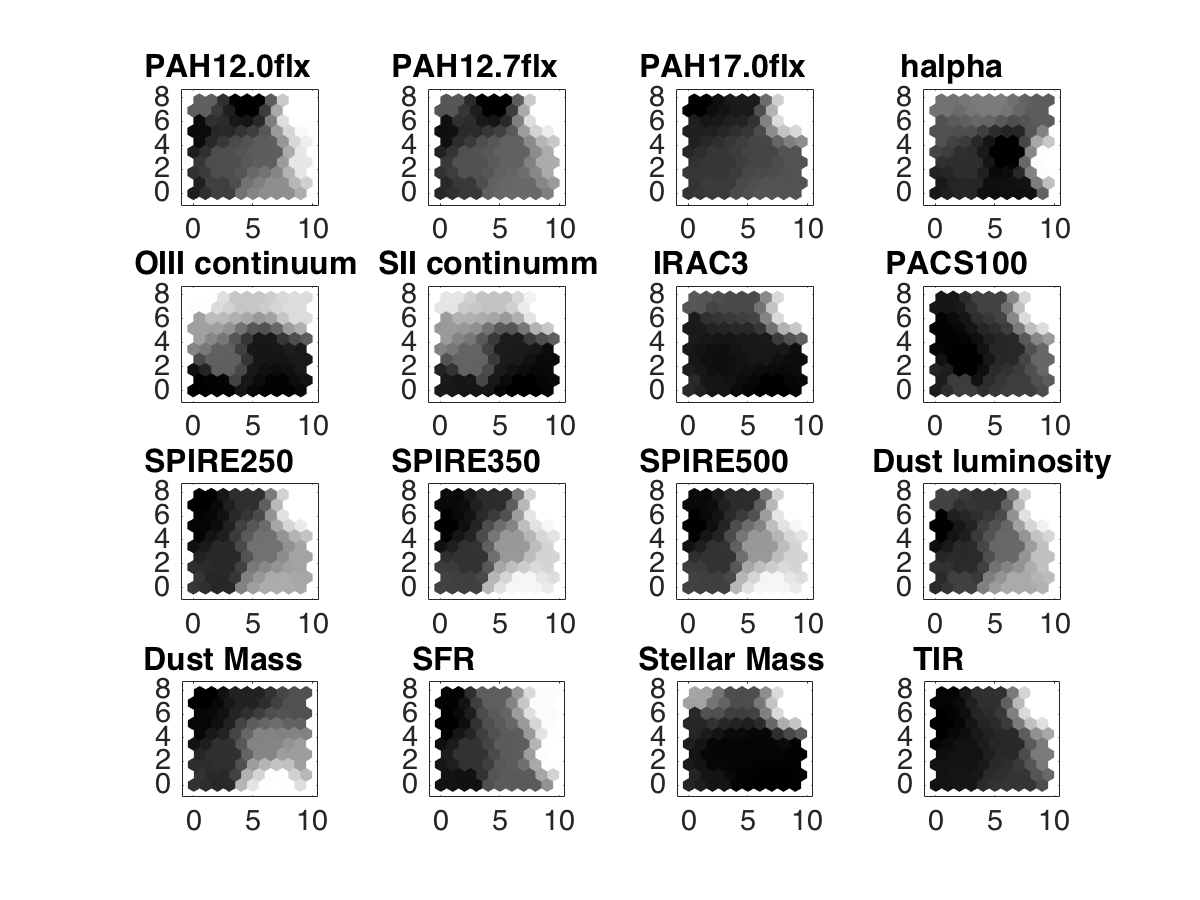 PAH12.0flx PAH12.7flx PAH17.0flx halpha
8 8 8 8
6 6 6 6
4 4 4 4
2 2 2 2
0 0 0 0
0 5 10 0 5 10 0 5 10 0 5 10
OIII continuum SII continumm IRAC3 PACS100
8 8 8 8
6 6 6 6
4 4 4 4
2 2 2 2
0 0 0 0
0 5 10 0 5 10 0 5 10 0 5 10
SPIRE250 SPIRE350 SPIRE500 Dust luminosity
8 8 8 8
6 6 6 6
4 4 4 4
2 2 2 2
0 0 0 0
0 5 10 0 5 10 0 5 10 0 5 10
Dust Mass SFR Stellar Mass TIR
8 8 8 8
6 6 6 6
4 4 4 4
2 2 2 2
0 0 0 0
0 5 10 0 5 10 0 5 10 0 5 10